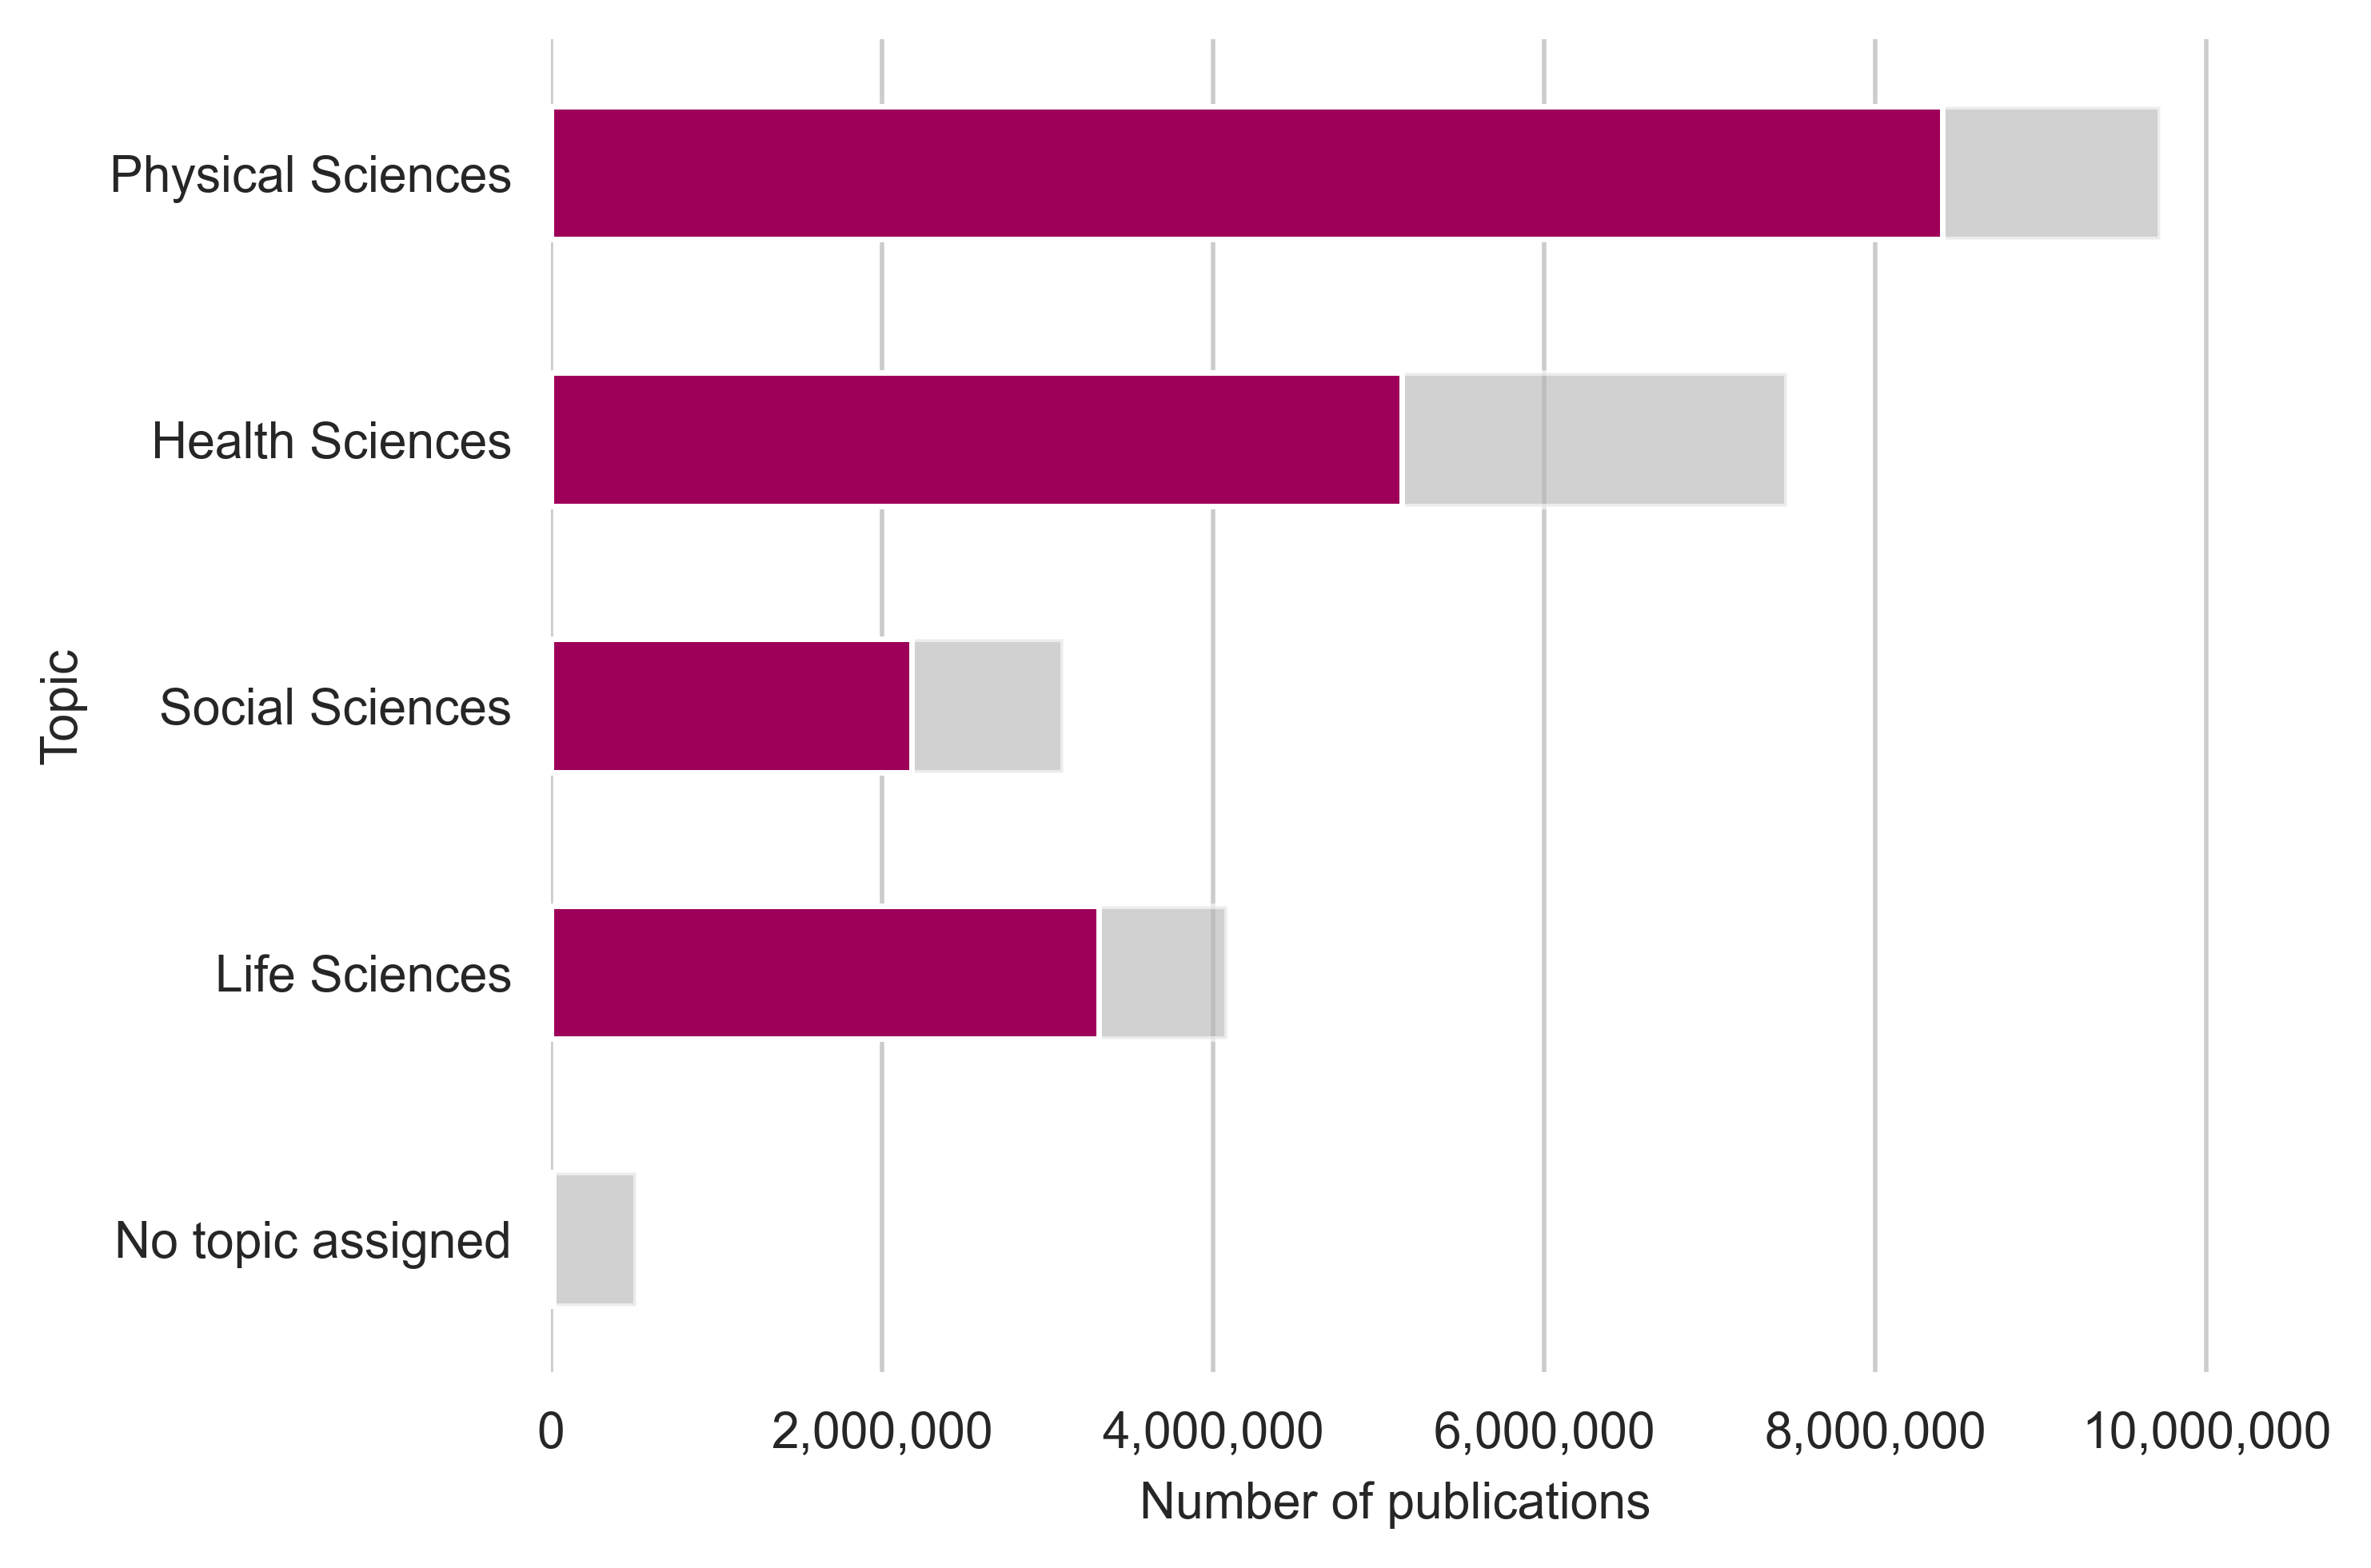 Physical Sciences
Health Sciences
Social Sciences
Life Sciences
No topic assigned
Topic
0
2,000,000
4,000,000
6,000,000
8,000,000
10,000,000
Number of publications